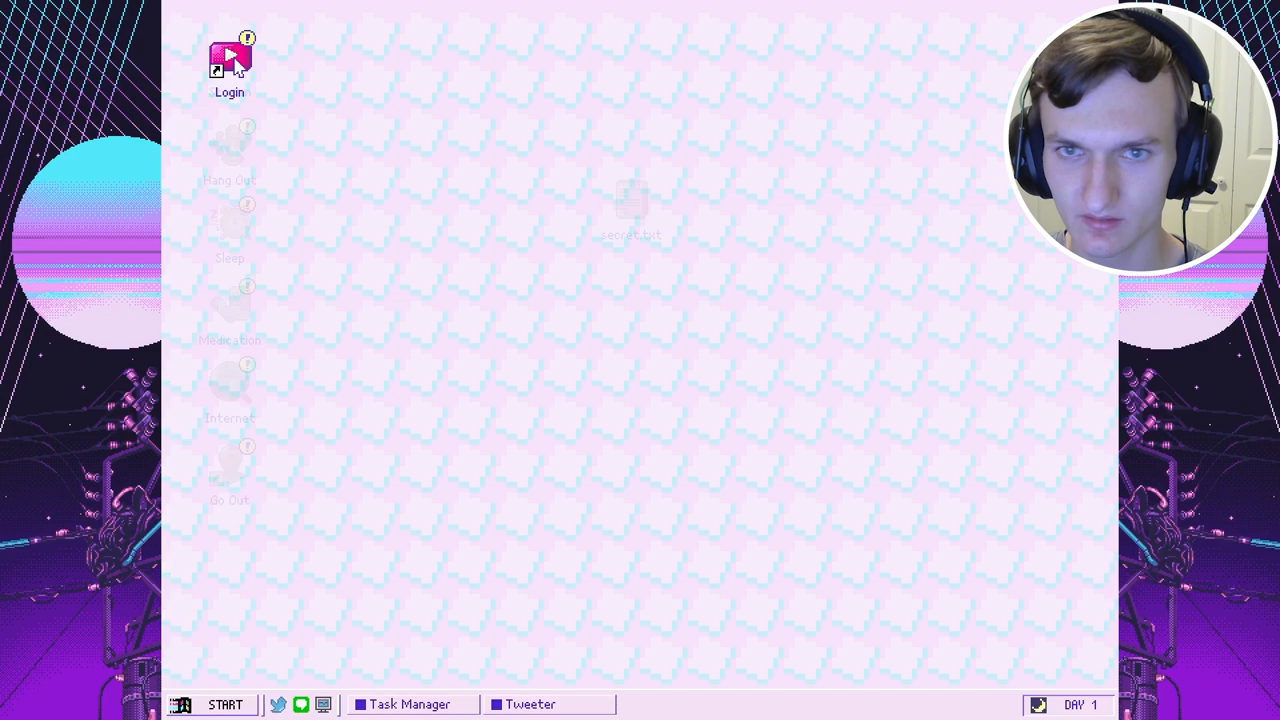 Login
Hang Out
secret.txt
Sleep
Medication
Internet
Go Out
START
Task Manager
Tweeter
DAY 1